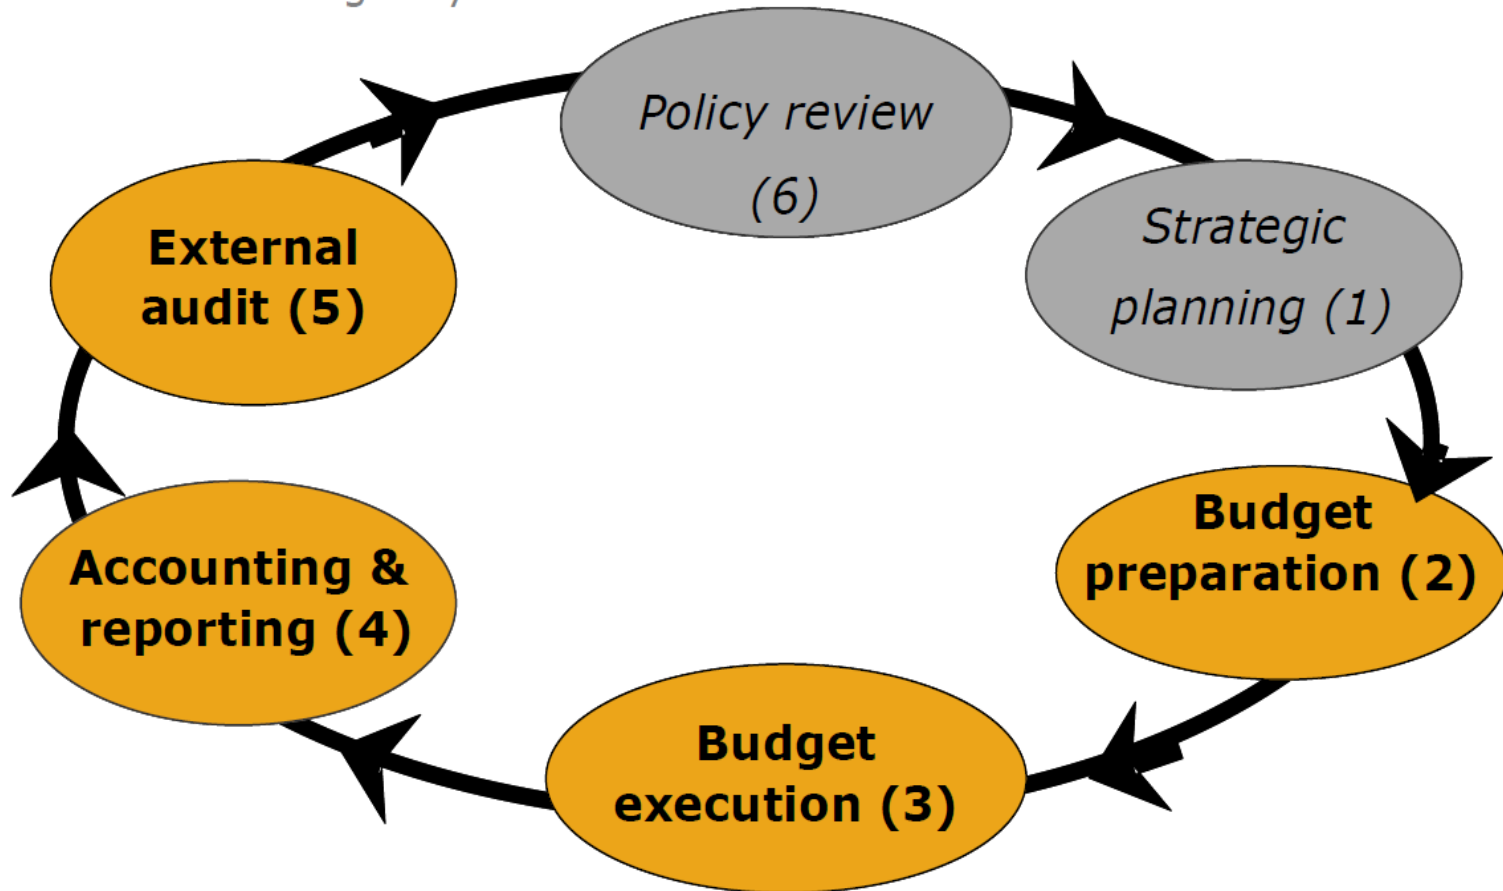 Policy review
(6)
Strategic
planning (1)
External
audit (5)
Budget
preparation (2)
Accounting &
reporting (4)
Budget
execution (3)